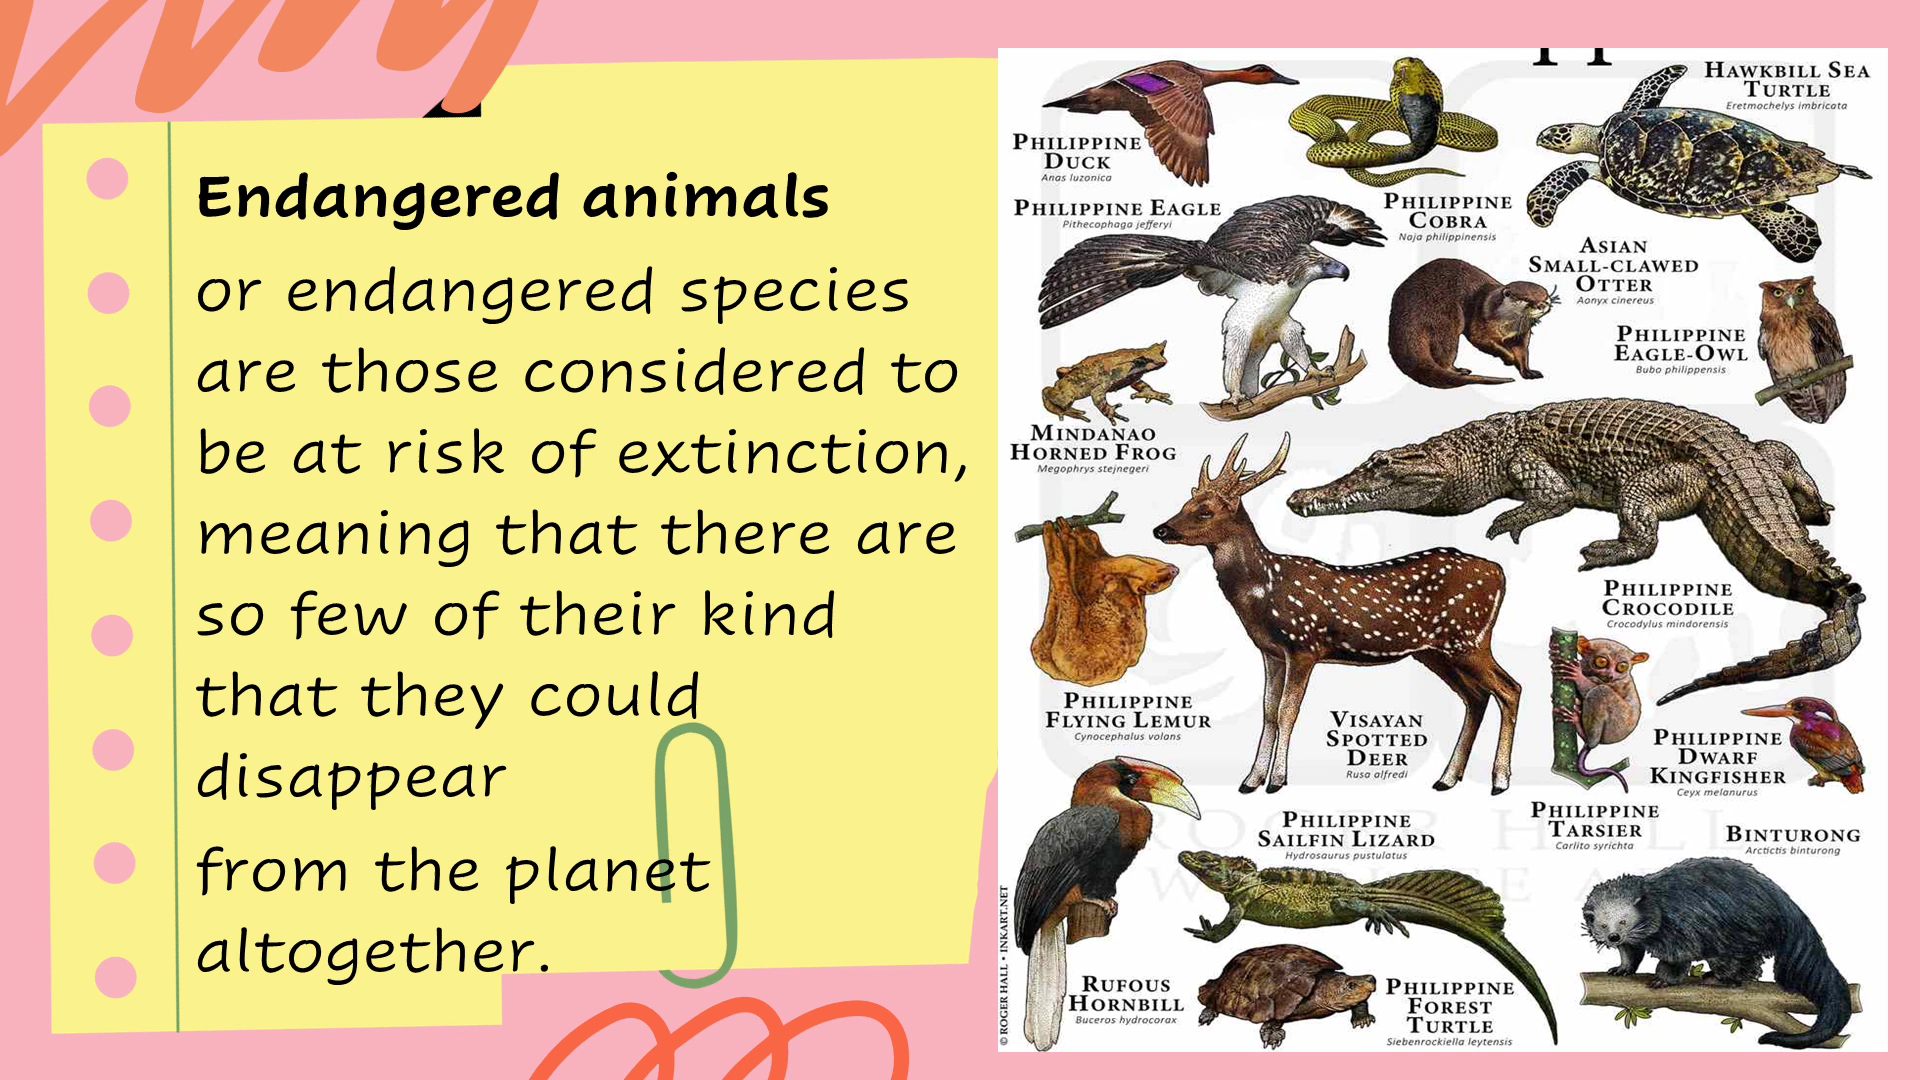 Endangered animals
or endangered species
are those considered to
be at risk of extinction,
meaning that there are
so few of their kind
that they could
disappear
from the planet
altogether.
HAWKBILL SEA
TURTLE
Eretmochelys imbricata
PHILIPPINE
DUCK
Anas luzonica
PHILIPPINE EAGLE
Pithecophaga jefferyi
PHILIPPINE
COBRA
Naja philippinensis
ASIAN
SMALL-CLAWED
OTTER
Aonyx cinereus
PHILIPPINE
EAGLE-OWL
Bubo philippensis
MINDANAO
HORNED FROG
Megophrys stejnegeri
PHILIPPINE
CROCODILE
Crocodylus mindorensis
PHILIPPINE
FLYING LEMUR
Cynocephalus volans
VISAYAN
SPOTTED
DEER
Rusa alfredi
PHILIPPINE
DWARF
KINGFISHER
Ceyx melanurus
PHILIPPINE
TARSIER
Carlito syrichta
PHILIPPINE
SAILFIN LIZARD
Hydrosaurus pustulatus
BINTURONG
Arctictis binturong
RUFOUS
HORNBILL
Buceros hydrocorax
PHILIPPINE
FOREST
TURTLE
Siebenrockiella leytensis
© ROGER HALL • INKART.NET
ROGER HALL